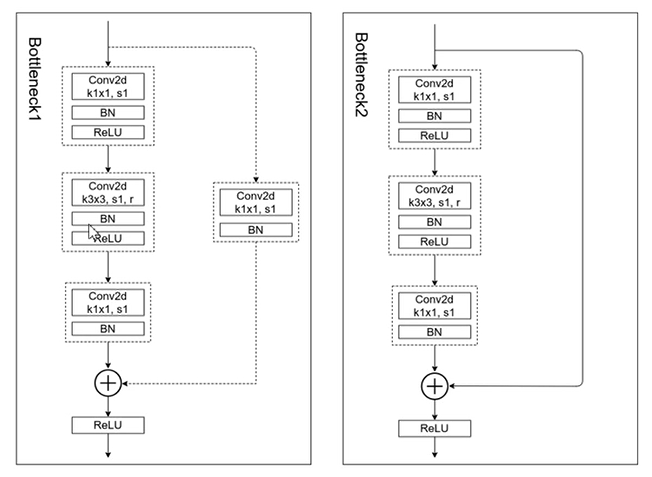 Bottleneck1
Conv2d
k1x1, s1
BN
ReLU
Conv2d
k3x3, s1, r
BN
ReLU
Conv2d
k1x1, s1
BN
Conv2d
k1x1, s1
BN
ReLU
Bottleneck2
Conv2d
k1x1, s1
BN
ReLU
Conv2d
k3x3, s1, r
BN
ReLU
Conv2d
k1x1, s1
BN
ReLU